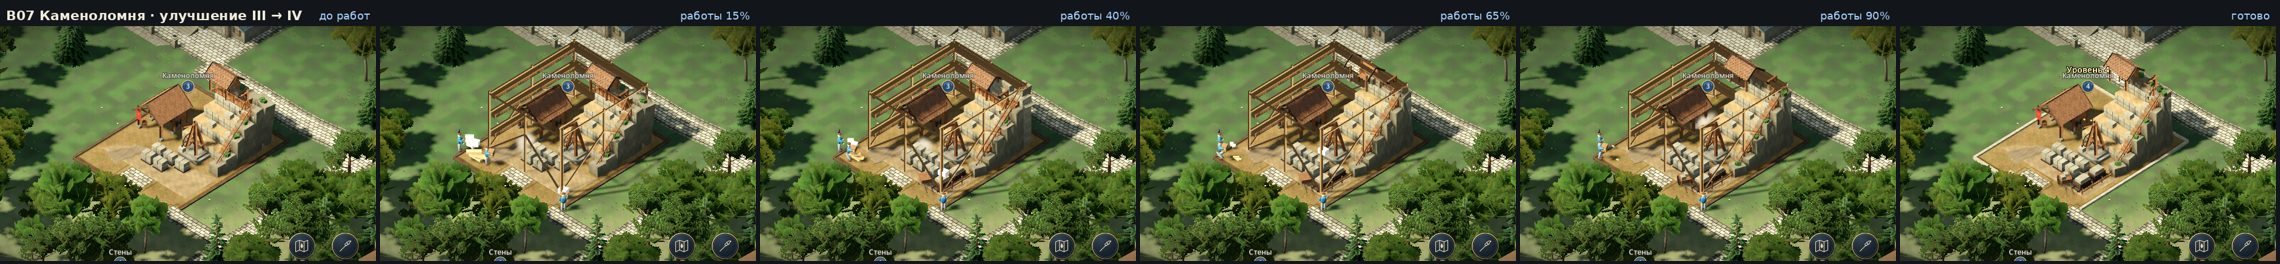 B07 Каменоломня · улучшение III → IV
до работ
работы 15%
работы 40%
работы 65%
работы 90%
готово
Каменоломня
3
Стены
Каменоломня
3
Стены
Каменоломня
3
Стены
Каменоломня
3
Стены
Каменоломня
3
Стены
Уровень 4
Каменоломня
4
Стены